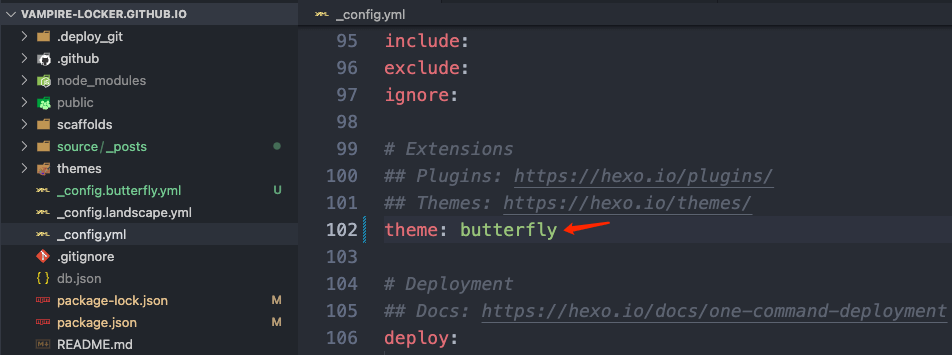 VAMPIRE-LOCKER.GITHUB.IO
.deploy_git
.github
node_modules
public
scaffolds
source/_posts
themes
_config.butterfly.yml U
_config.landscape.yml
_config.yml
.gitignore
db.json
package-lock.json M
package.json M
README.md
_config.yml
95 include:
96 exclude:
97 ignore:
98
99 # Extensions
100 ## Plugins: https://hexo.io/plugins/
101 ## Themes: https://hexo.io/themes/
102 theme: butterfly
103
104 # Deployment
105 ## Docs: https://hexo.io/docs/one-command-deployment
106 deploy: